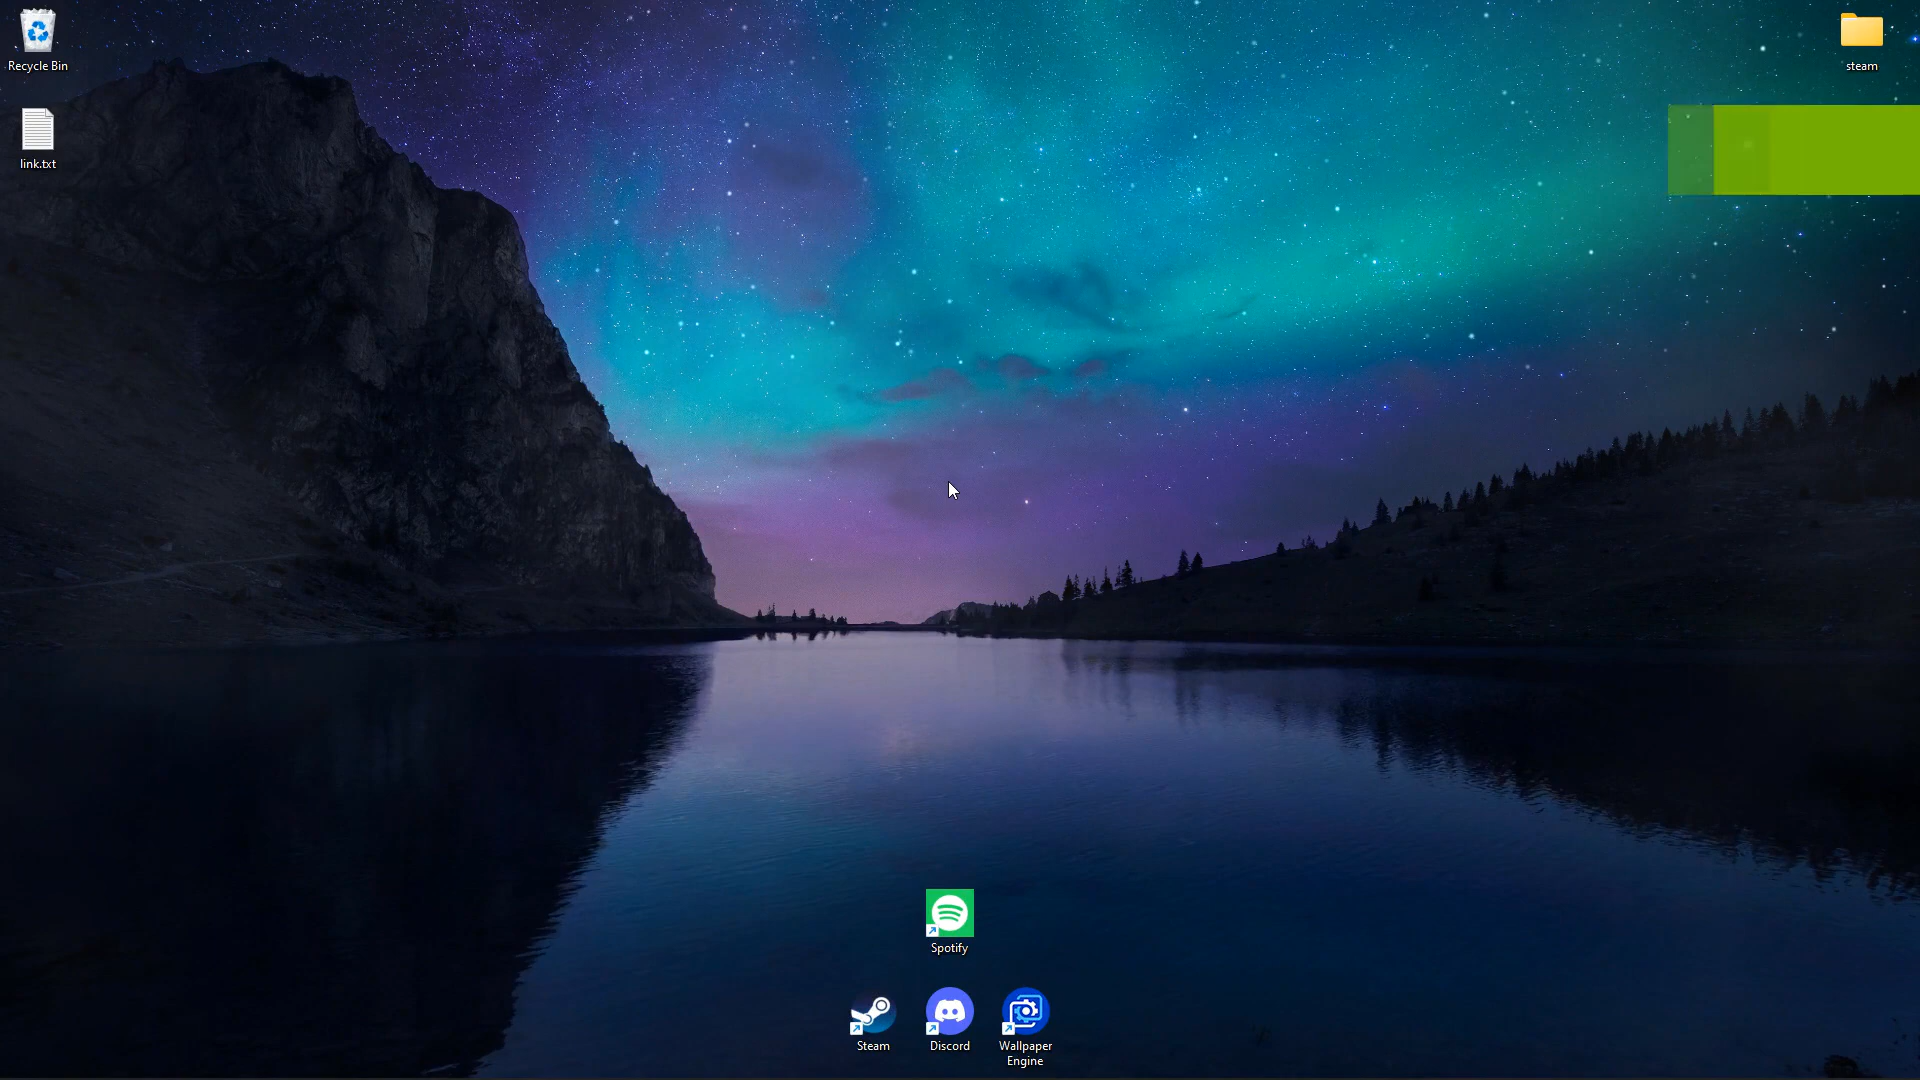 Recycle Bin
steam
link.txt
Spotify
Steam
Discord
Wallpaper
Engine